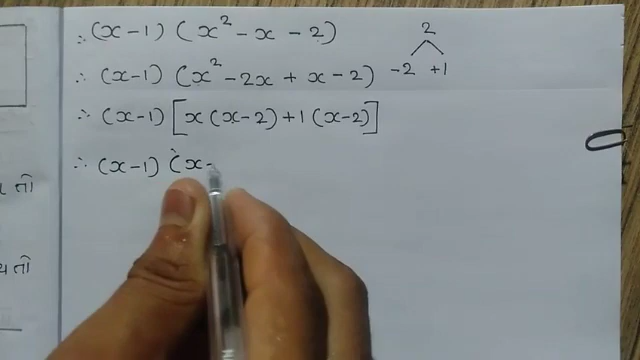 ∴ (x-1) (x² - x - 2)
2
∴ (x-1) (x² - 2x + x - 2)
-2 +1
∴ (x-1) [x(x-2)+1(x-2)]
∴ (x-1) (x-
તો
તો